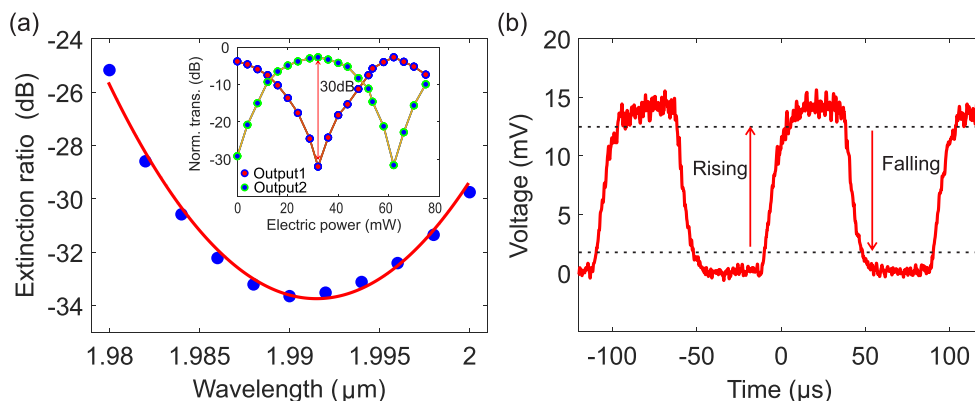 (a)
-24
-26
-28
-30
-32
-34
Extinction ratio (dB)
1.98
1.985
1.99
1.995
2
Wavelength (μm)
0
-10
-20
-30
Norm. trans. (dB)
30dB
Output1
Output2
0
20
40
60
80
Electric power (mW)
(b)
20
15
10
5
0
Voltage (mV)
Rising
Falling
-100
-50
0
50
100
Time (μs)